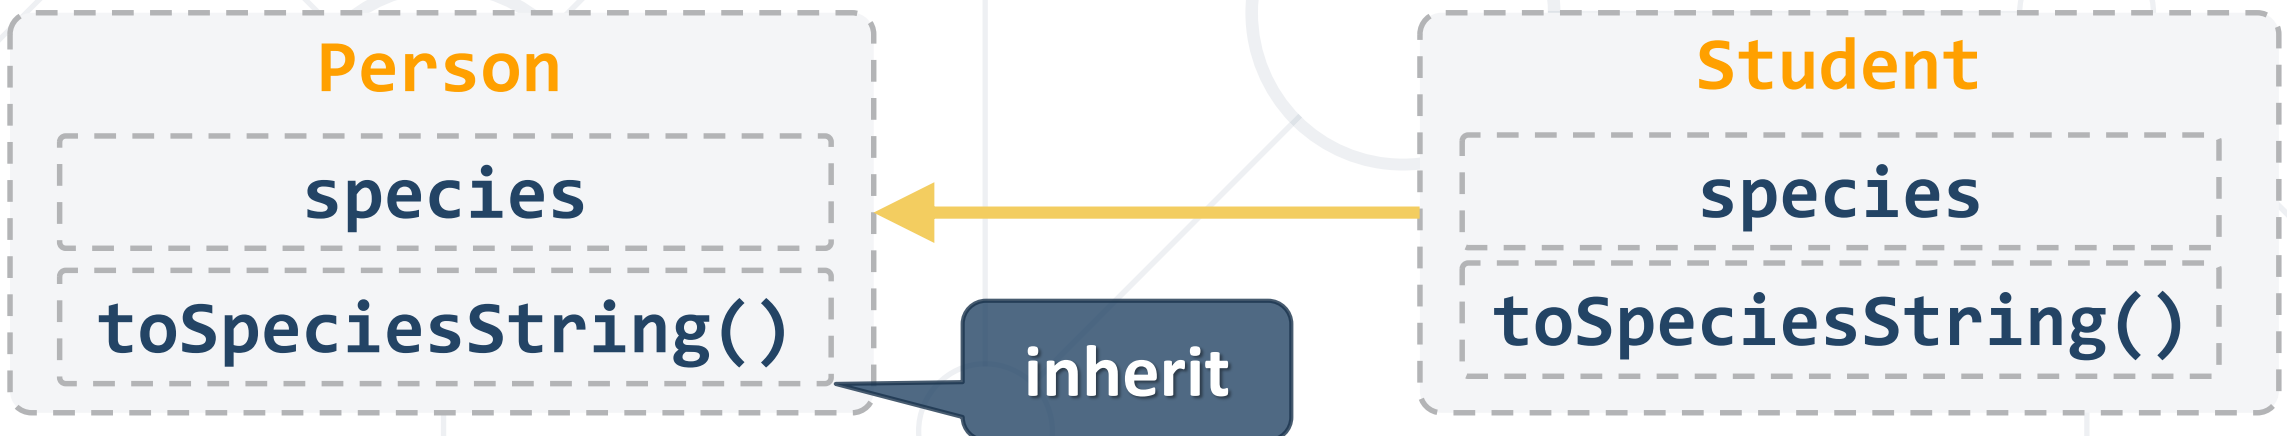 Person
species
toSpeciesString()
inherit
Student
species
toSpeciesString()